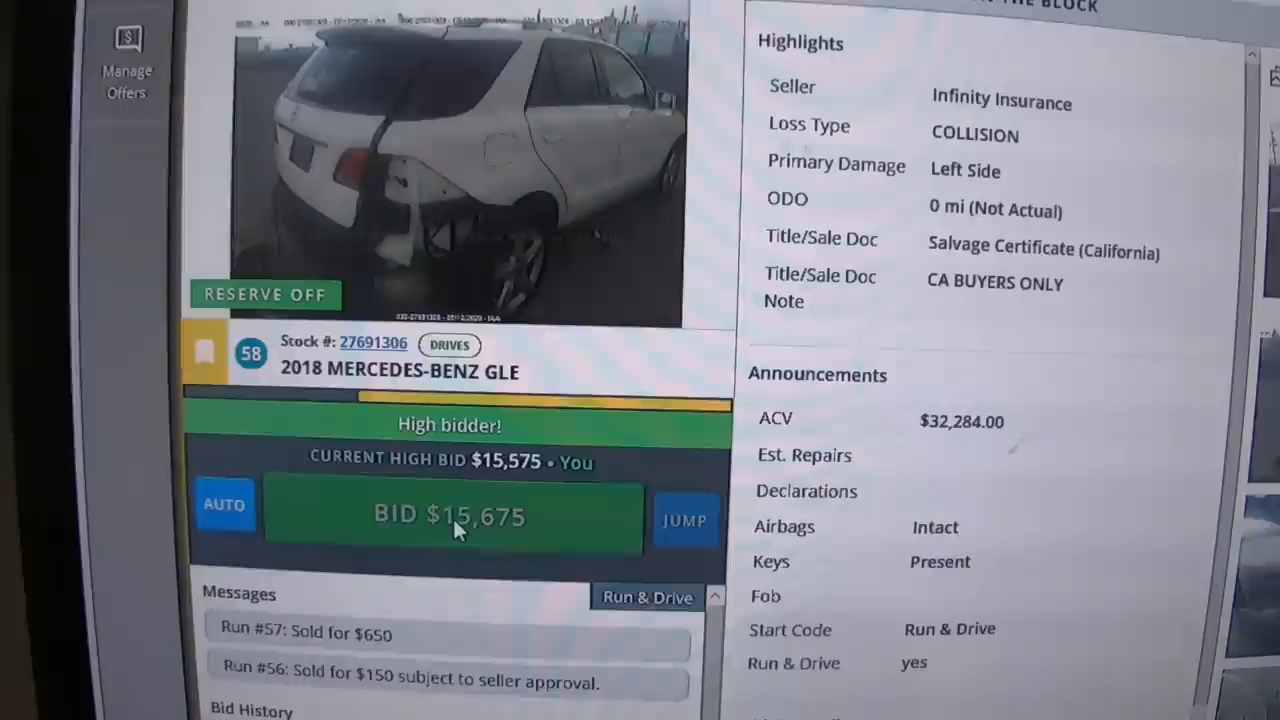 THE BLOCK
Manage
Offers
RESERVE OFF
58
Stock #: 27691306
DRIVES
2018 MERCEDES-BENZ GLE
High bidder!
CURRENT HIGH BID $15,575 • You
AUTO
BID $15,675
JUMP
Messages
Run & Drive
Run #57: Sold for $650
Run #56: Sold for $150 subject to seller approval.
Bid History
Highlights
Seller Infinity Insurance
Loss Type COLLISION
Primary Damage Left Side
ODO 0 mi (Not Actual)
Title/Sale Doc Salvage Certificate (California)
Title/Sale Doc CA BUYERS ONLY
Note
Announcements
ACV $32,284.00
Est. Repairs
Declarations
Airbags Intact
Keys Present
Fob
Start Code Run & Drive
Run & Drive yes